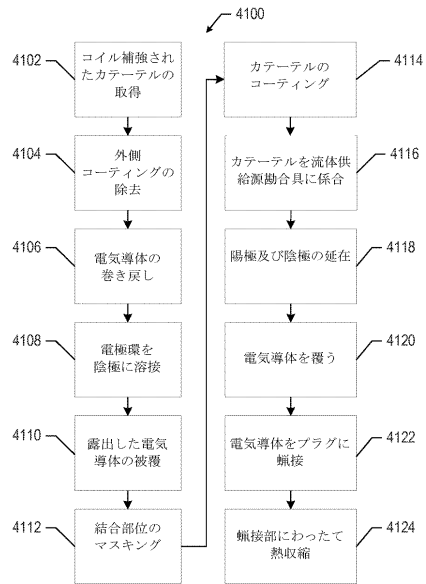 4100
4102
コイル補強され
たカテーテルの
取得
4104
外側
コーティングの
除去
4106
電気導体の
巻き戻し
4108
電極環を
陰極に溶接
4110
露出した電気
導体の被覆
4112
結合部位の
マスキング
4114
カテーテルの
コーティング
4116
カテーテルを流体供
給源勘合具に係合
4118
陽極及び陰極の延在
4120
電気導体を覆う
4122
電気導体をプラグに
蝋接
4124
蝋接部にわったて
熱収縮